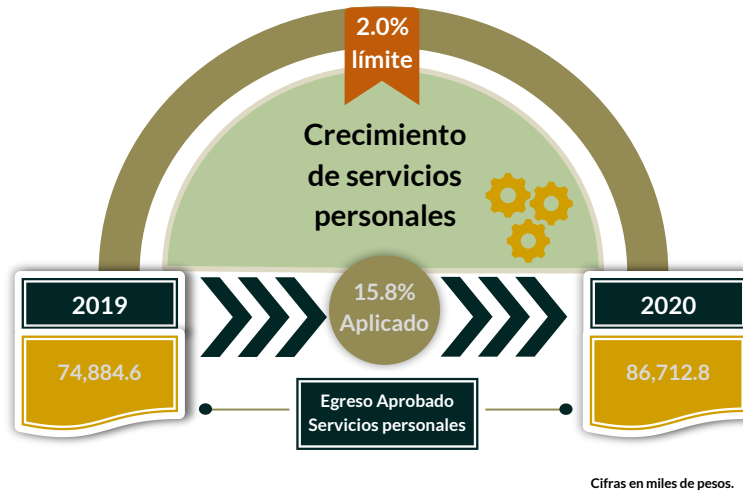 2.0%
límite
Crecimiento
de servicios
personales
2019
15.8%
Aplicado
2020
74,884.6
86,712.8
Egreso Aprobado
Servicios personales
Cifras en miles de pesos.